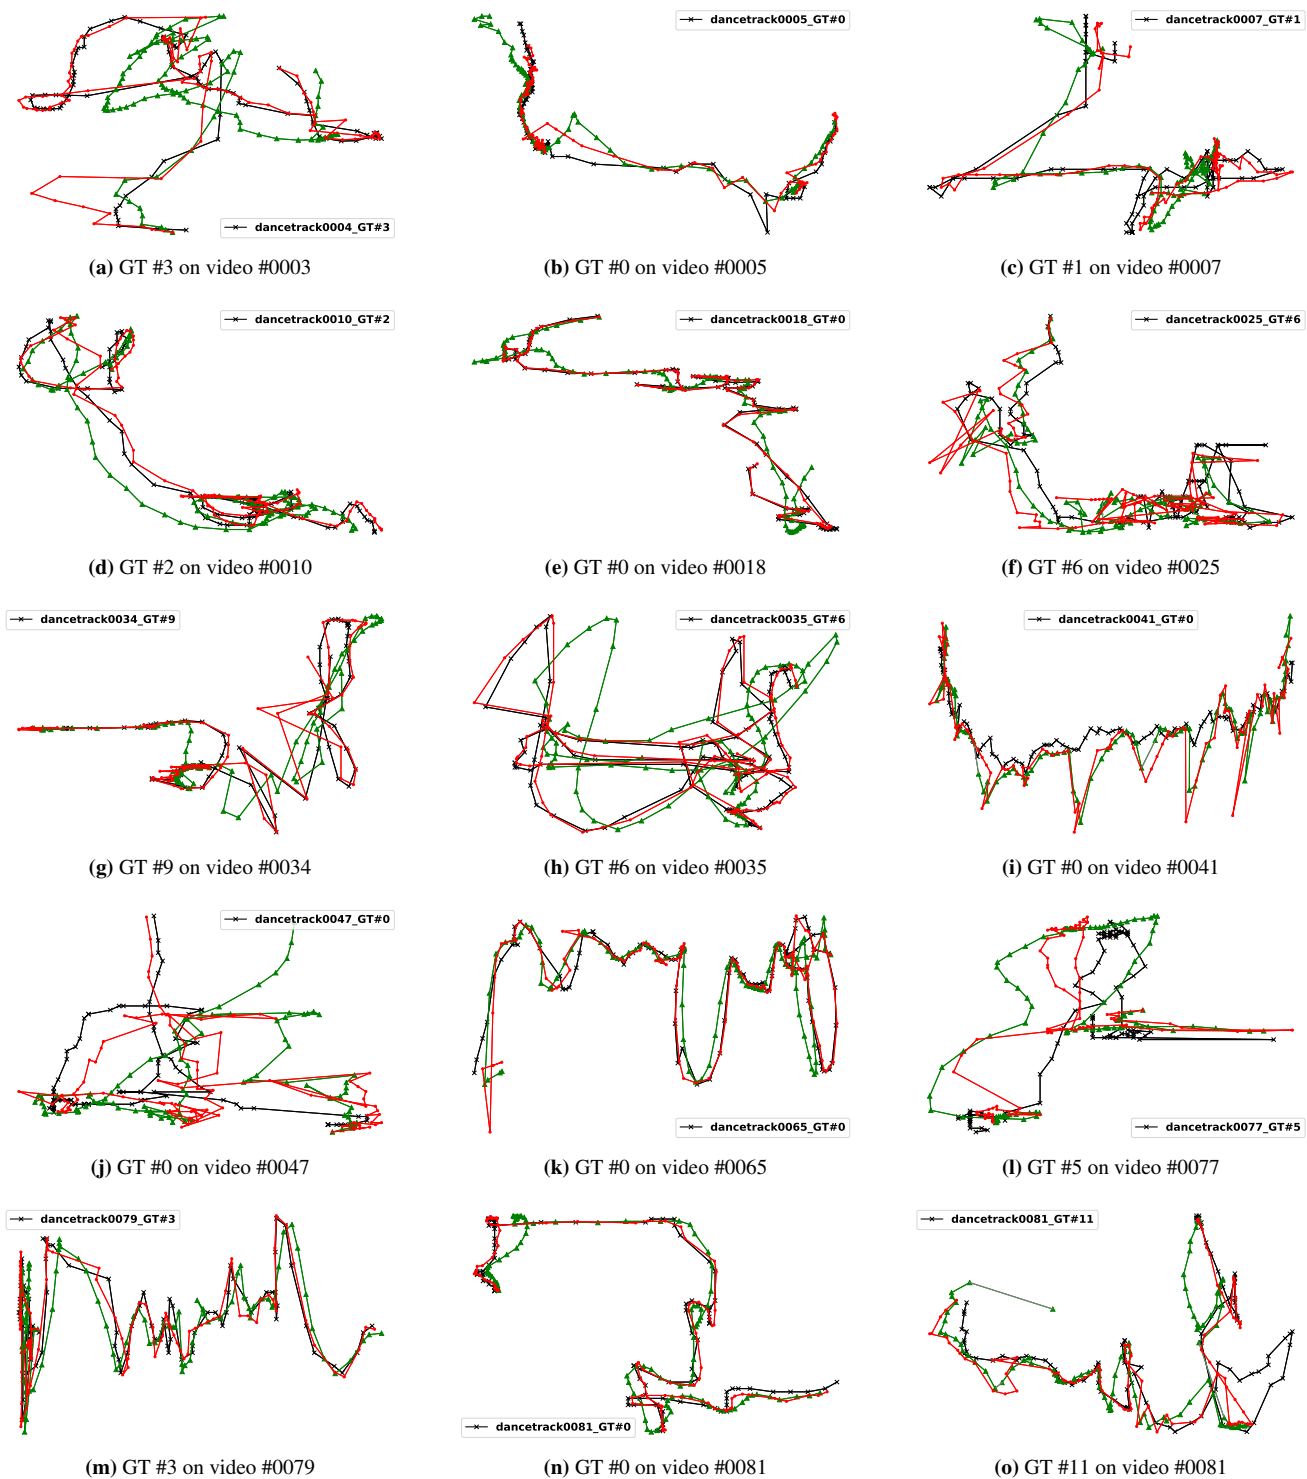 dancetrack0005_GT#0
dancetrack0007_GT#1
dancetrack0004_GT#3
(a) GT #3 on video #0003
(b) GT #0 on video #0005
(c) GT #1 on video #0007
dancetrack0010_GT#2
dancetrack0018_GT#0
dancetrack0025_GT#6
(d) GT #2 on video #0010
(e) GT #0 on video #0018
(f) GT #6 on video #0025
dancetrack0034_GT#9
dancetrack0035_GT#6
dancetrack0041_GT#0
(g) GT #9 on video #0034
(h) GT #6 on video #0035
(i) GT #0 on video #0041
dancetrack0047_GT#0
dancetrack0065_GT#0
dancetrack0077_GT#5
(j) GT #0 on video #0047
(k) GT #0 on video #0065
(l) GT #5 on video #0077
dancetrack0079_GT#3
dancetrack0081_GT#11
dancetrack0081_GT#0
(m) GT #3 on video #0079
(n) GT #0 on video #0081
(o) GT #11 on video #0081